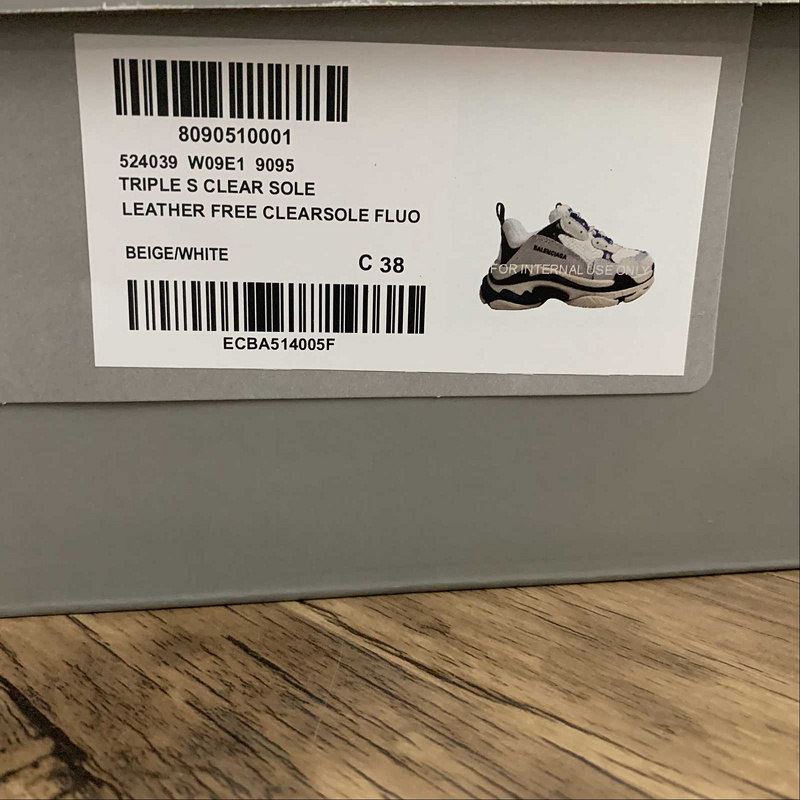 8090510001
524039 W09E1 9095
TRIPLE S CLEAR SOLE
LEATHER FREE CLEARSOLE FLUO
BEIGE/WHITE
C 38
ECBA514005F
BALENCIAGA
FOR INTERNAL USE ONLY